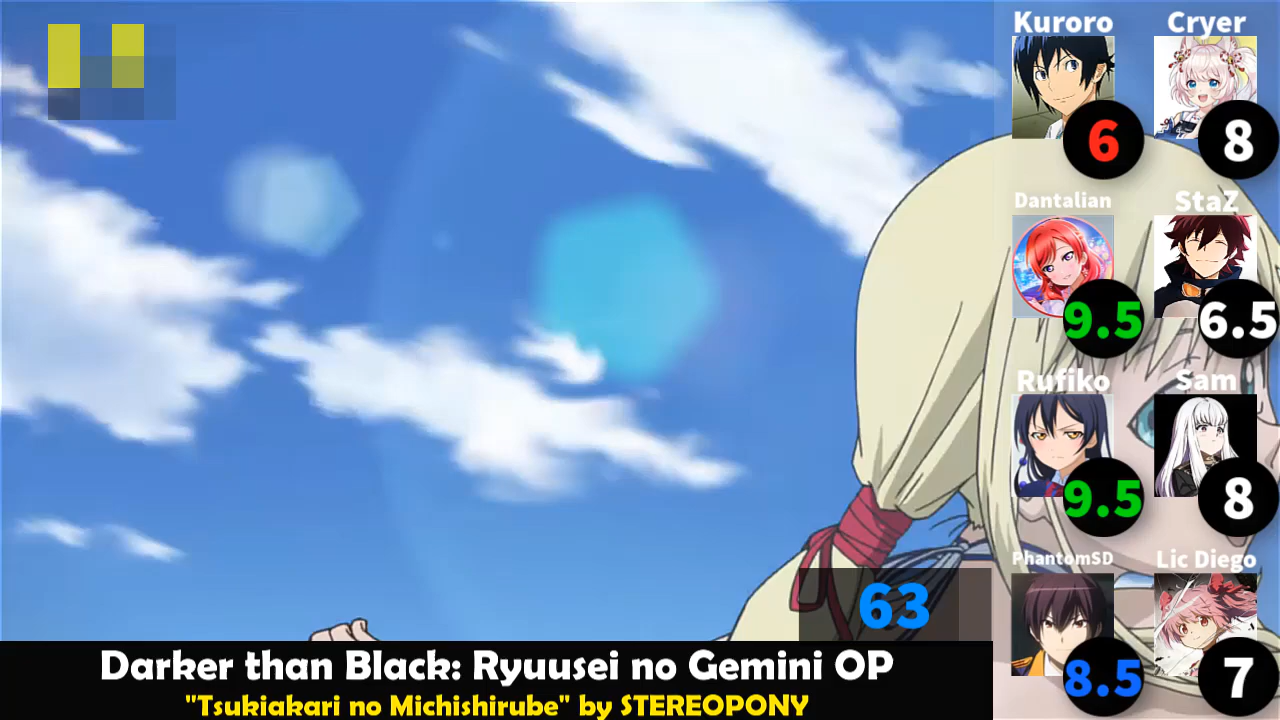 Kuroro Cryer
6 8
Dantalian StaZ
9.5 6.5
Rufiko Sam
9.5 8
PhantomSD Lic Diego
8.5 7
63
Darker than Black: Ryuusei no Gemini OP
"Tsukiakari no Michishirube" by STEREOPONY